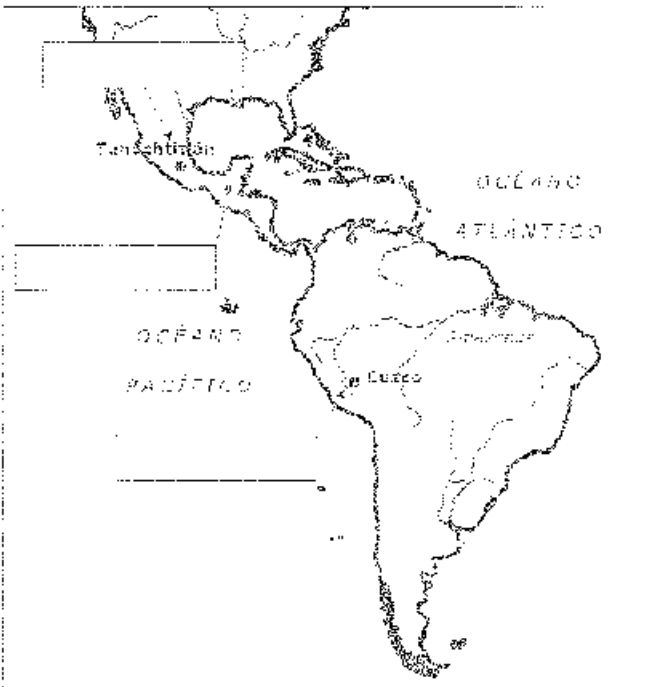 Tenochtitlán
OCÉANO
ATLÁNTICO
OCÉANO
PACÍFICO
Cuzco